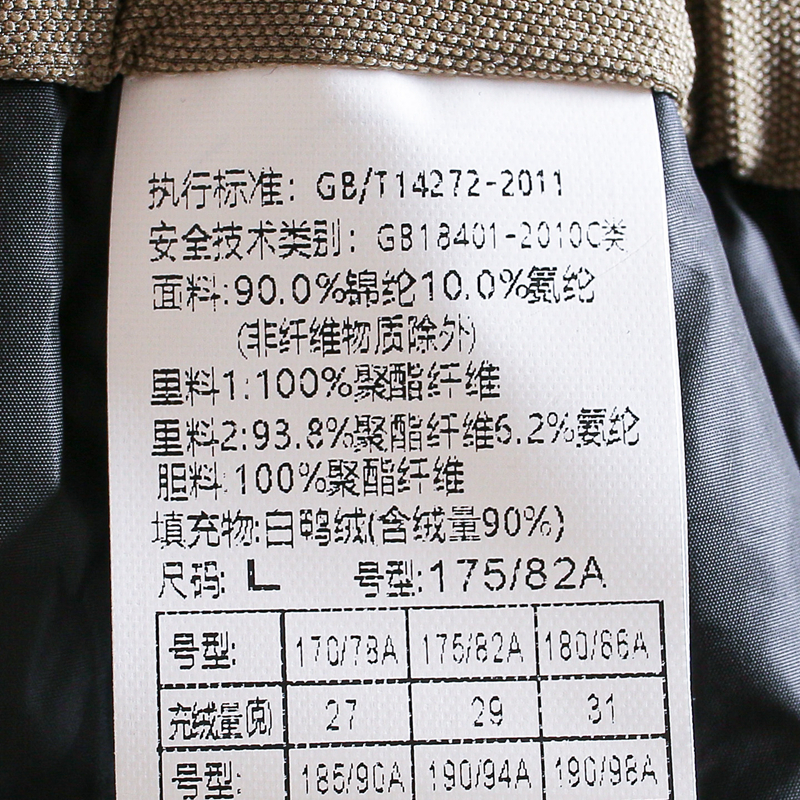 执行标准: GB/T14272-2011
安全技术类别: GB18401-2010C类
面料:90.0%锦纶10.0%氨纶
(非纤维物质除外)
里料1:100%聚酯纤维
里料2:93.8%聚酯纤维6.2%氨纶
胆料:100%聚酯纤维
填充物:白鸭绒(含绒量90%)
尺码: L 号型:175/82A
号型: 170/78A 175/82A 180/86A
充绒量(克) 27 29 31
号型: 185/90A 190/94A 190/98A